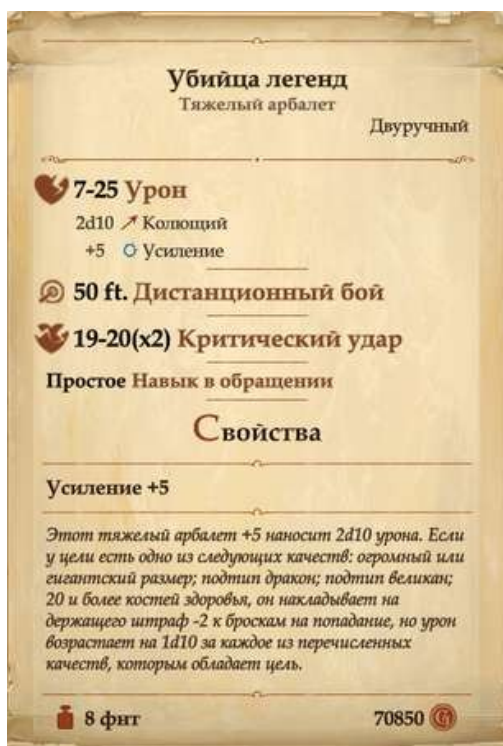 Убийца легенд
Тяжелый арбалет
Двуручный
7-25 Урон
2d10 Колющий
+5 Усиление
50 ft. Дистанционный бой
19-20(x2) Критический удар
Простое Навык в обращении
Свойства
Усиление +5
Этот тяжелый арбалет +5 наносит 2d10 урона. Если
у цели есть одно из следующих качеств: огромный или
гигантский размер; подтип дракон; подтип великан;
20 и более костей здоровья, он накладывает на
держащего штраф -2 к броскам на попадание, но урон
возрастает на 1d10 за каждое из перечисленных
качеств, которым обладает цель.
8 фнт
70850